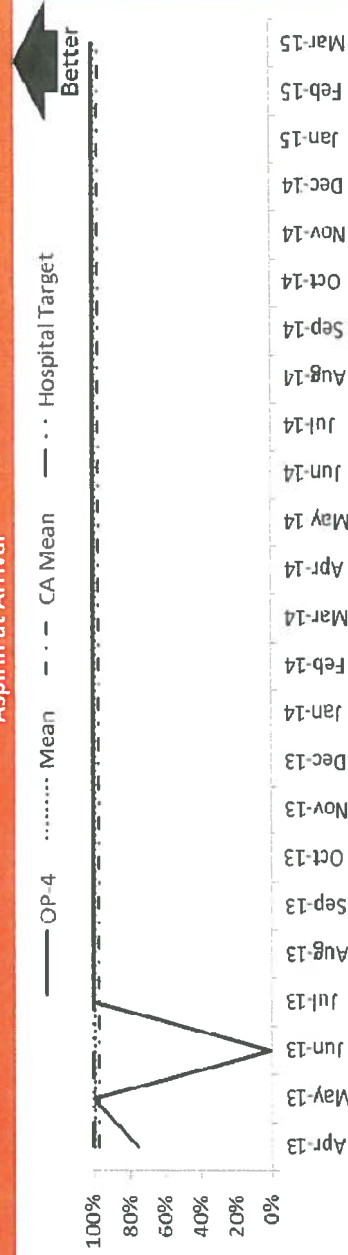 Aspirin at Arrival
OP-4 Mean CA Mean Hospital Target
Better
100%
80%
60%
40%
20%
0%
Apr-13
May-13
Jun-13
Jul-13
Aug-13
Sep-13
Oct-13
Nov-13
Dec-13
Jan-14
Feb-14
Mar-14
Apr-14
May 14
Jun-14
Jul-14
Aug-14
Sep-14
Oct-14
Nov-14
Dec-14
Jan-15
Feb-15
Mar-15